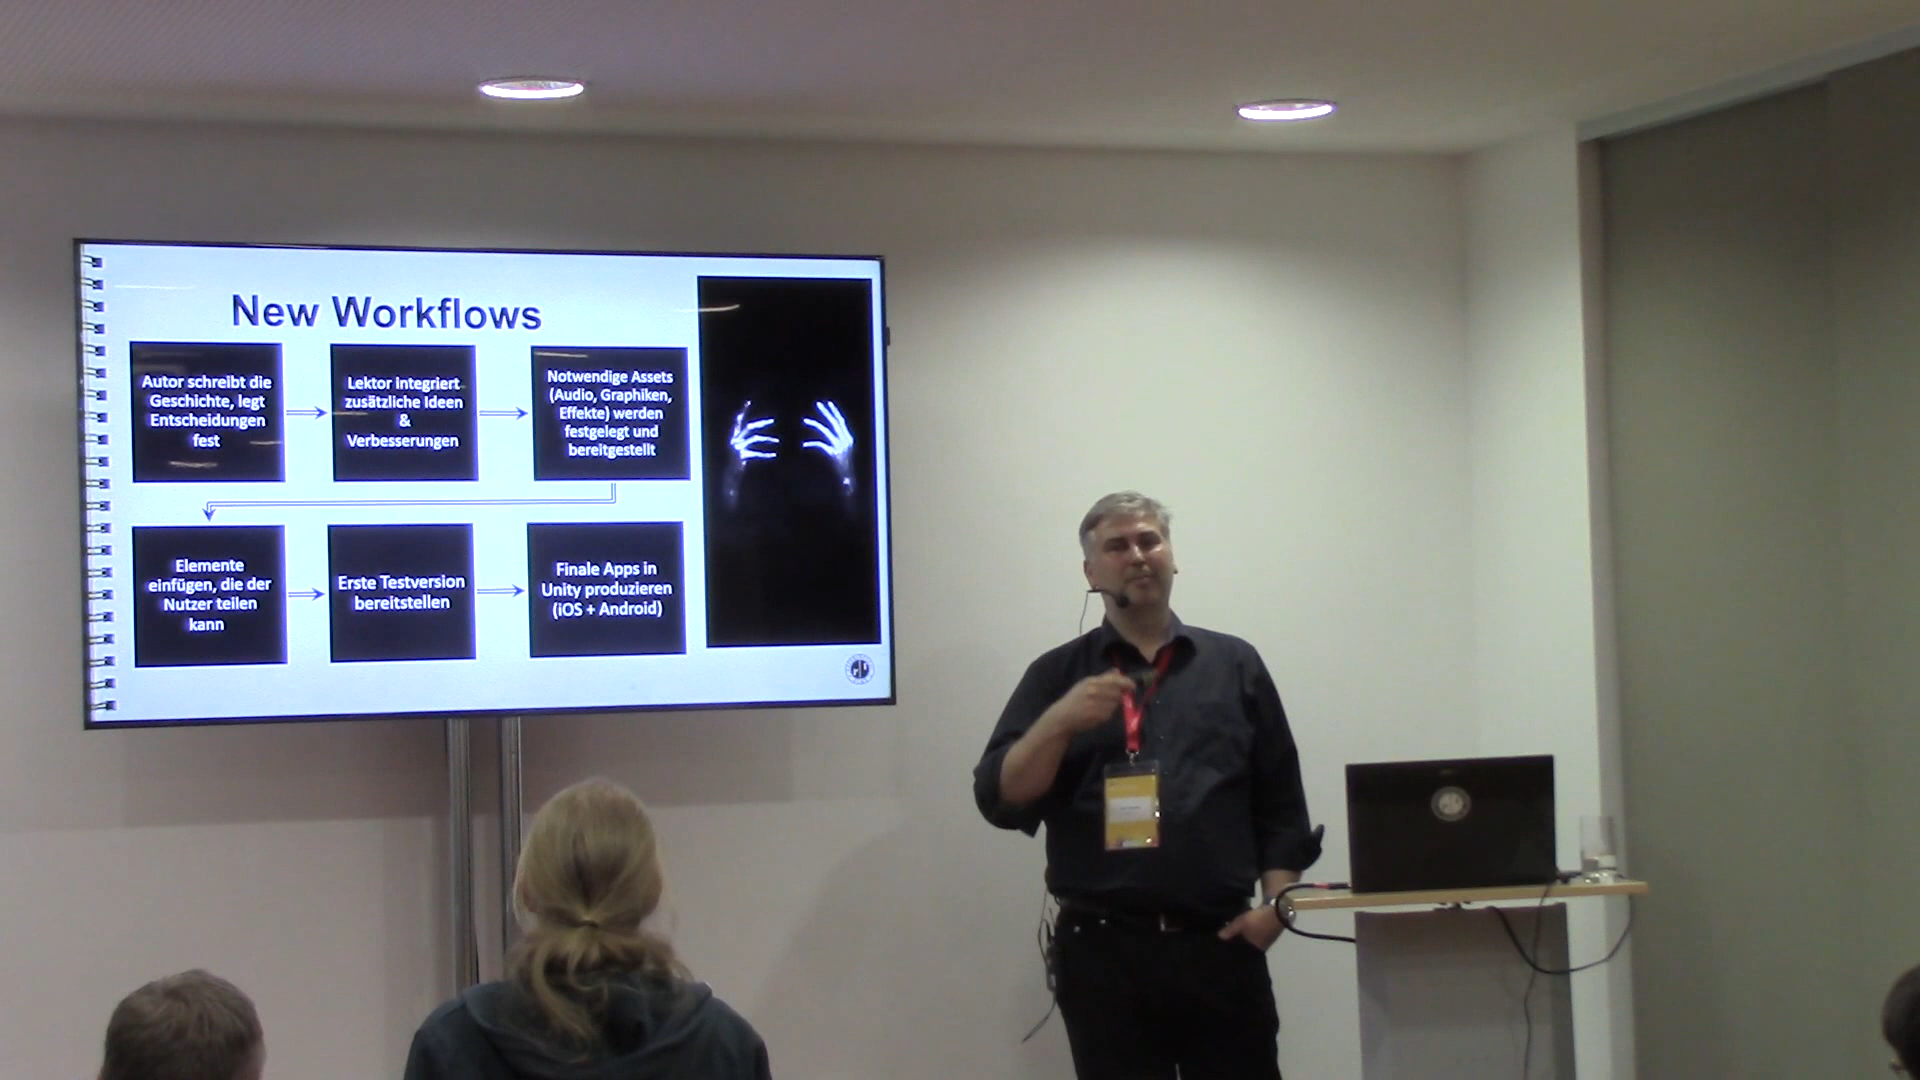 New Workflows
Autor schreibt die
Geschichte, legt
Entscheidungen
fest
Lektor integriert
zusätzliche Ideen
&
Verbesserungen
Notwendige Assets
(Audio, Graphiken,
Effekte) werden
festgelegt und
bereitgestellt
Elemente
einfügen, die der
Nutzer teilen
kann
Erste Testversion
bereitstellen
Finale Apps in
Unity produzieren
(iOS + Android)